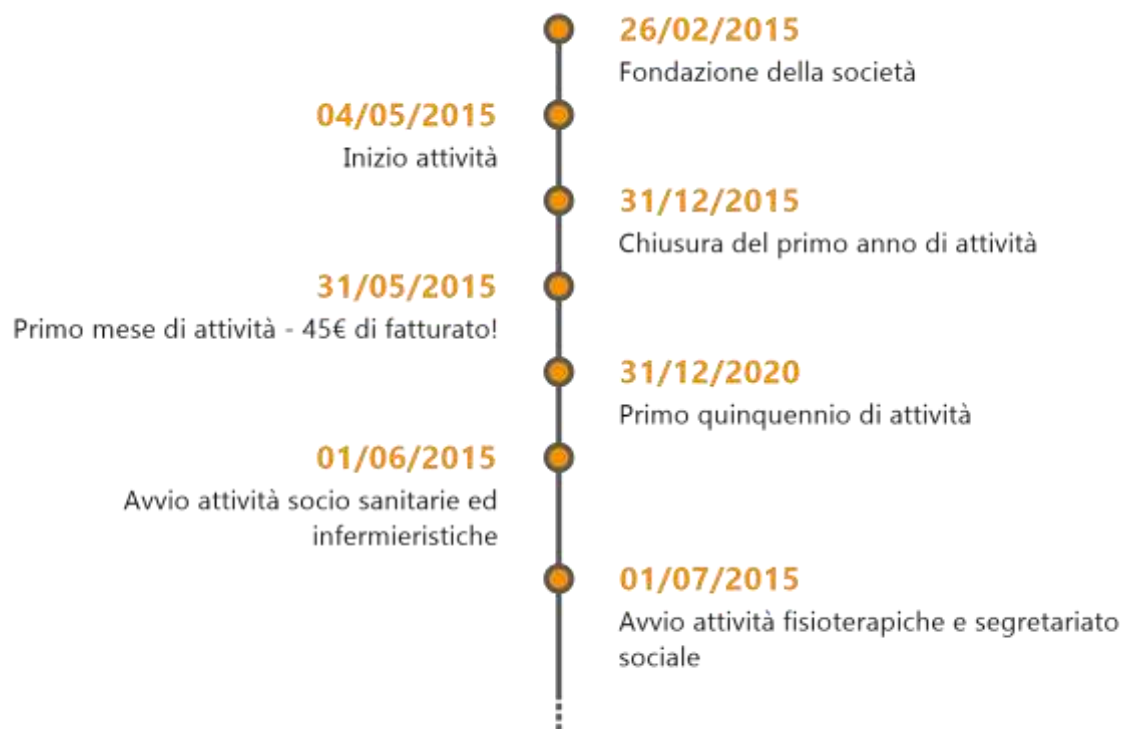 26/02/2015
Fondazione della società
04/05/2015
Inizio attività
31/12/2015
Chiusura del primo anno di attività
31/05/2015
Primo mese di attività - 45€ di fatturato!
31/12/2020
Primo quinquennio di attività
01/06/2015
Avvio attività socio sanitarie ed
infermieristiche
01/07/2015
Avvio attività fisioterapiche e segretariato
sociale